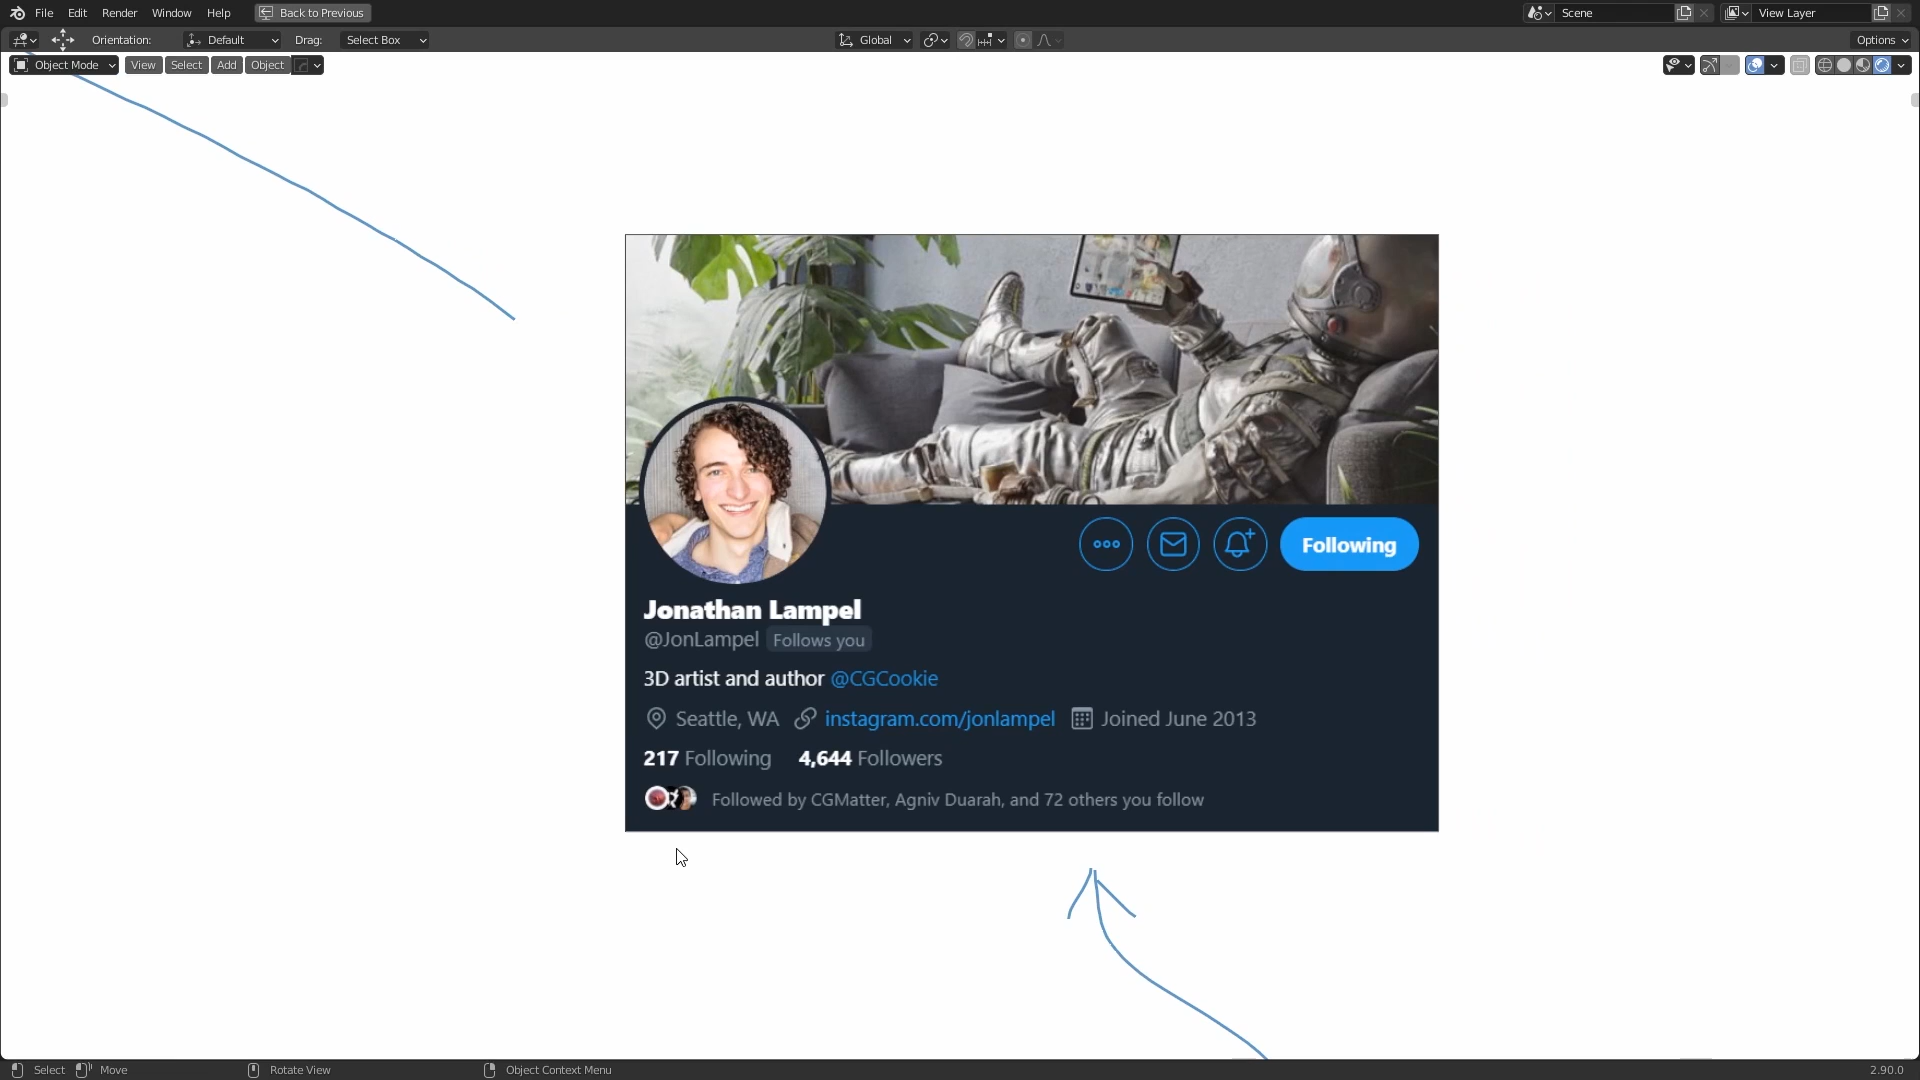 File Edit Render Window Help Back to Previous Scene View Layer
Orientation: Default Drag: Select Box Global Options
Object Mode View Select Add Object
Following
Jonathan Lampel
@JonLampel Follows you
3D artist and author @CGCookie
Seattle, WA instagram.com/jonlampel Joined June 2013
217 Following 4,644 Followers
Followed by CGMatter, Agniv Duarah, and 72 others you follow
Select Move Rotate View Object Context Menu 2.90.0